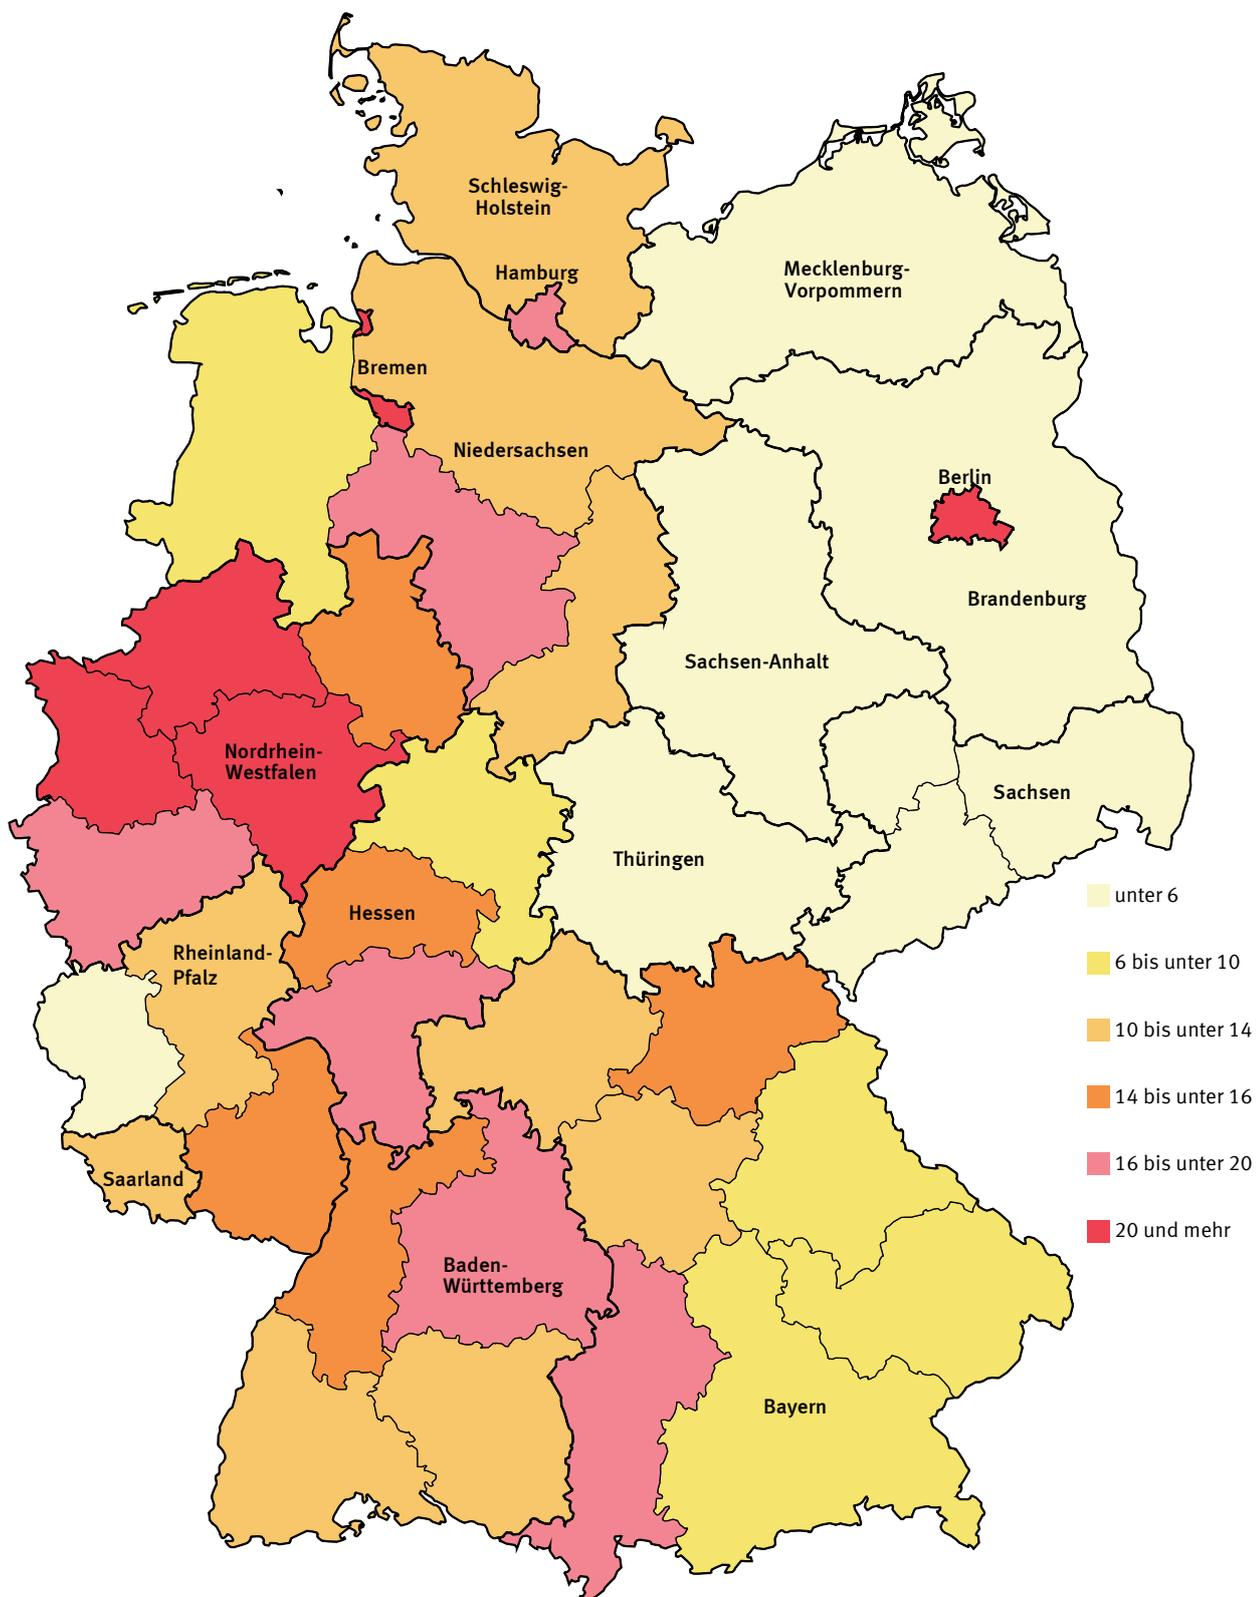 Schleswig-
Holstein
Hamburg
Mecklenburg-
Vorpommern
Bremen
Niedersachsen
Berlin
Brandenburg
Sachsen-Anhalt
Nordrhein-
Westfalen
Sachsen
Thüringen
Hessen
Rheinland-
Pfalz
Saarland
Baden-
Württemberg
Bayern
unter 6
6 bis unter 10
10 bis unter 14
14 bis unter 16
16 bis unter 20
20 und mehr